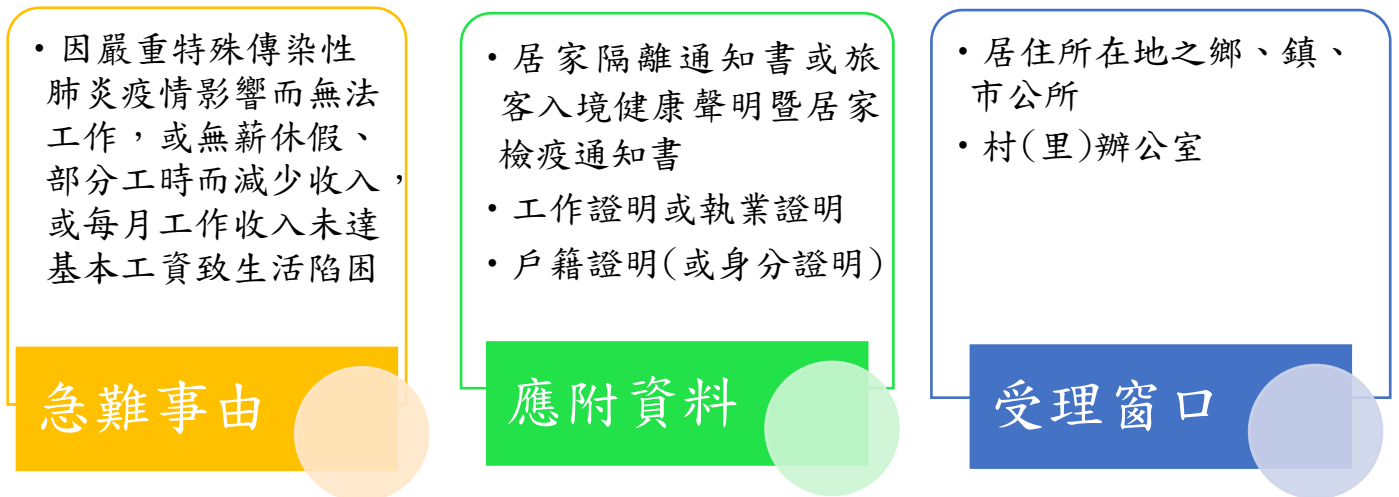 •因嚴重特殊傳染性
肺炎疫情影響而無法
工作，或無薪休假、
部分工時而減少收入，
或每月工作收入未達
基本工資致生活陷困
急難事由
•居家隔離通知書或旅
客入境健康聲明暨居家
檢疫通知書
•工作證明或執業證明
•戶籍證明(或身分證明)
應附資料
•居住所在地之鄉、鎮、
市公所
•村(里)辦公室
受理窗口